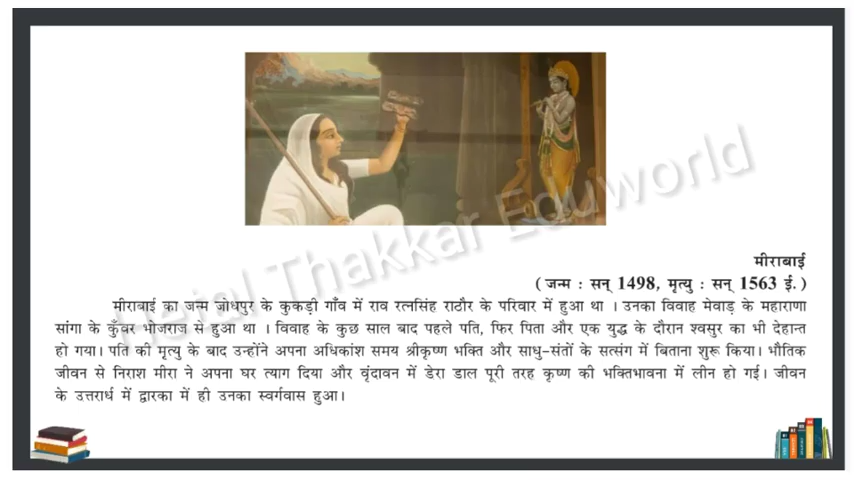 Hetal Thakkar Eduworld
मीराबाई
( जन्म : सन् 1498, मृत्यु : सन् 1563 ई. )
मीराबाई का जन्म जोधपुर के कुकड़ी गाँव में राव रत्नसिंह राठौर के परिवार में हुआ था । उनका विवाह मेवाड़ के महाराणा
सांगा के कुँवर भोजराज से हुआ था । विवाह के कुछ साल बाद पहले पति, फिर पिता और एक युद्ध के दौरान श्वसुर का भी देहान्त
हो गया। पति की मृत्यु के बाद उन्होंने अपना अधिकांश समय श्रीकृष्ण भक्ति और साधु-संतों के सत्संग में बिताना शुरू किया। भौतिक
जीवन से निराश मीरा ने अपना घर त्याग दिया और वृंदावन में डेरा डाल पूरी तरह कृष्ण की भक्तिभावना में लीन हो गई। जीवन
के उत्तरार्ध में द्वारका में ही उनका स्वर्गवास हुआ।